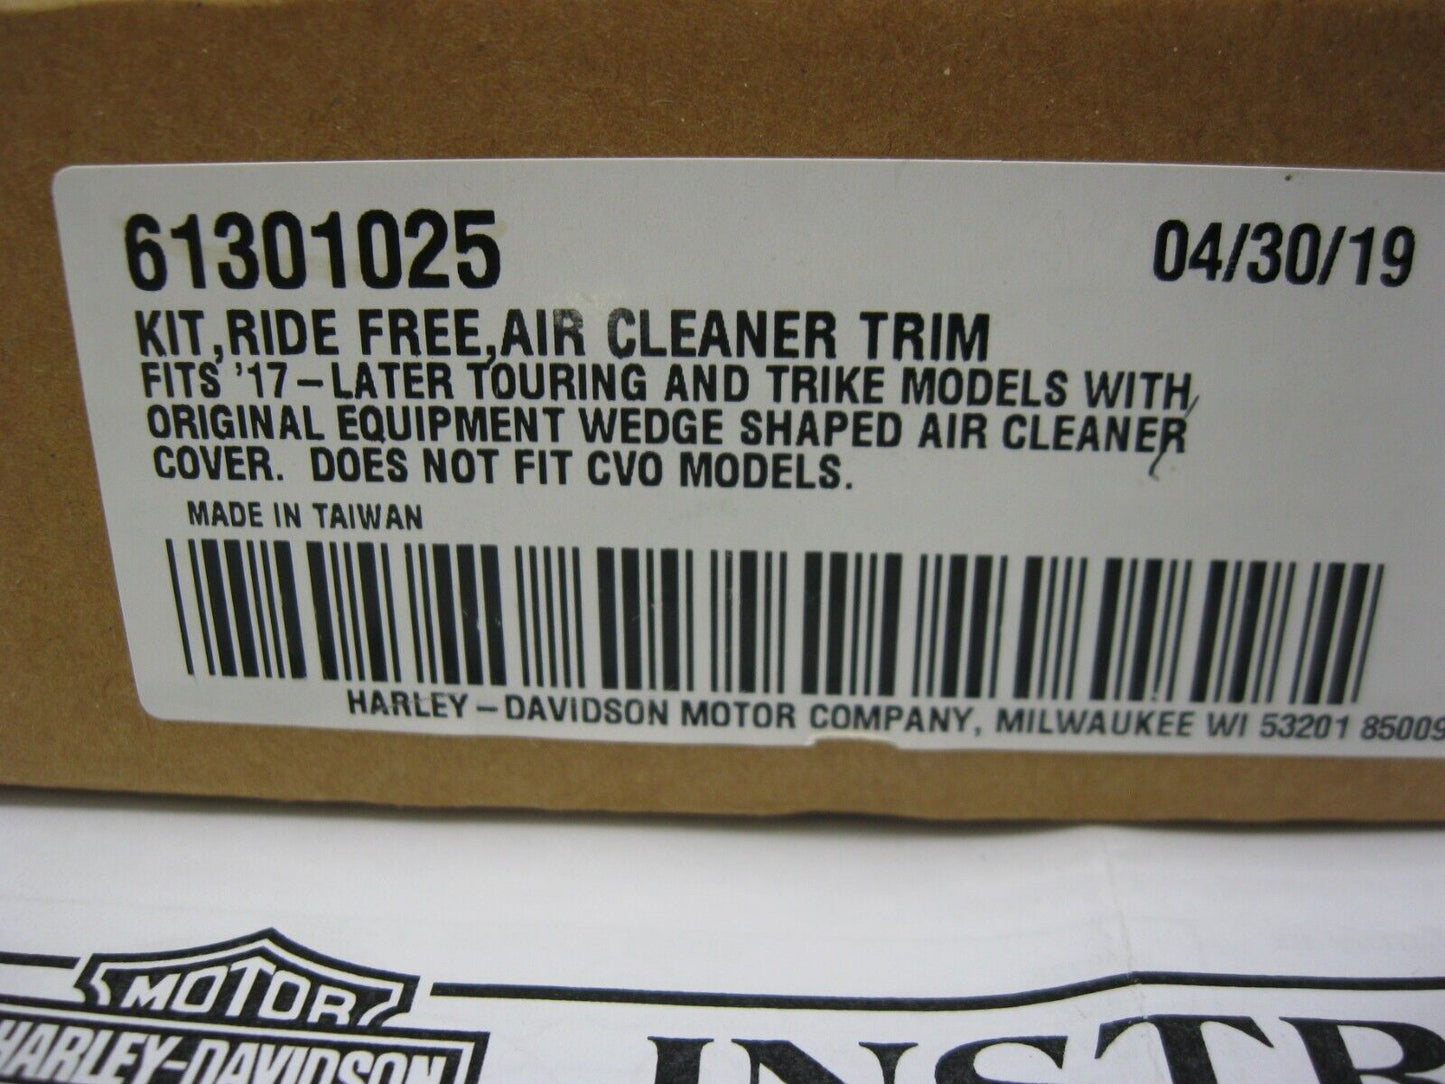 61301025 04/30/19
KIT,RIDE FREE,AIR CLEANER TRIM
FITS '17-LATER TOURING AND TRIKE MODELS WITH
ORIGINAL EQUIPMENT WEDGE SHAPED AIR CLEANER
COVER. DOES NOT FIT CVO MODELS.
MADE IN TAIWAN
HARLEY-DAVIDSON MOTOR COMPANY, MILWAUKEE WI 53201 85009
MOTOR
HARLEY-DAVIDSON
INSTR